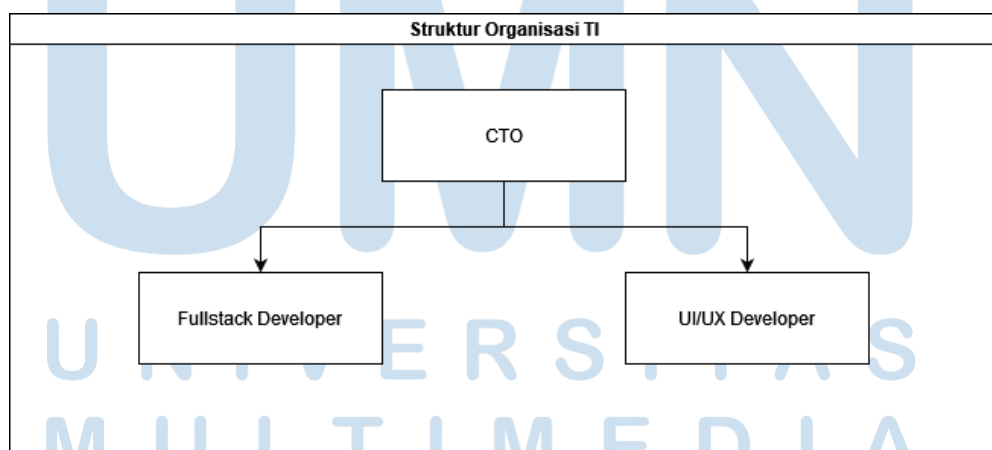 Struktur Organisasi TI
UMN
CTO
Fullstack Developer
UI/UX Developer
UNIVERSITAS
MULTIMEDIA